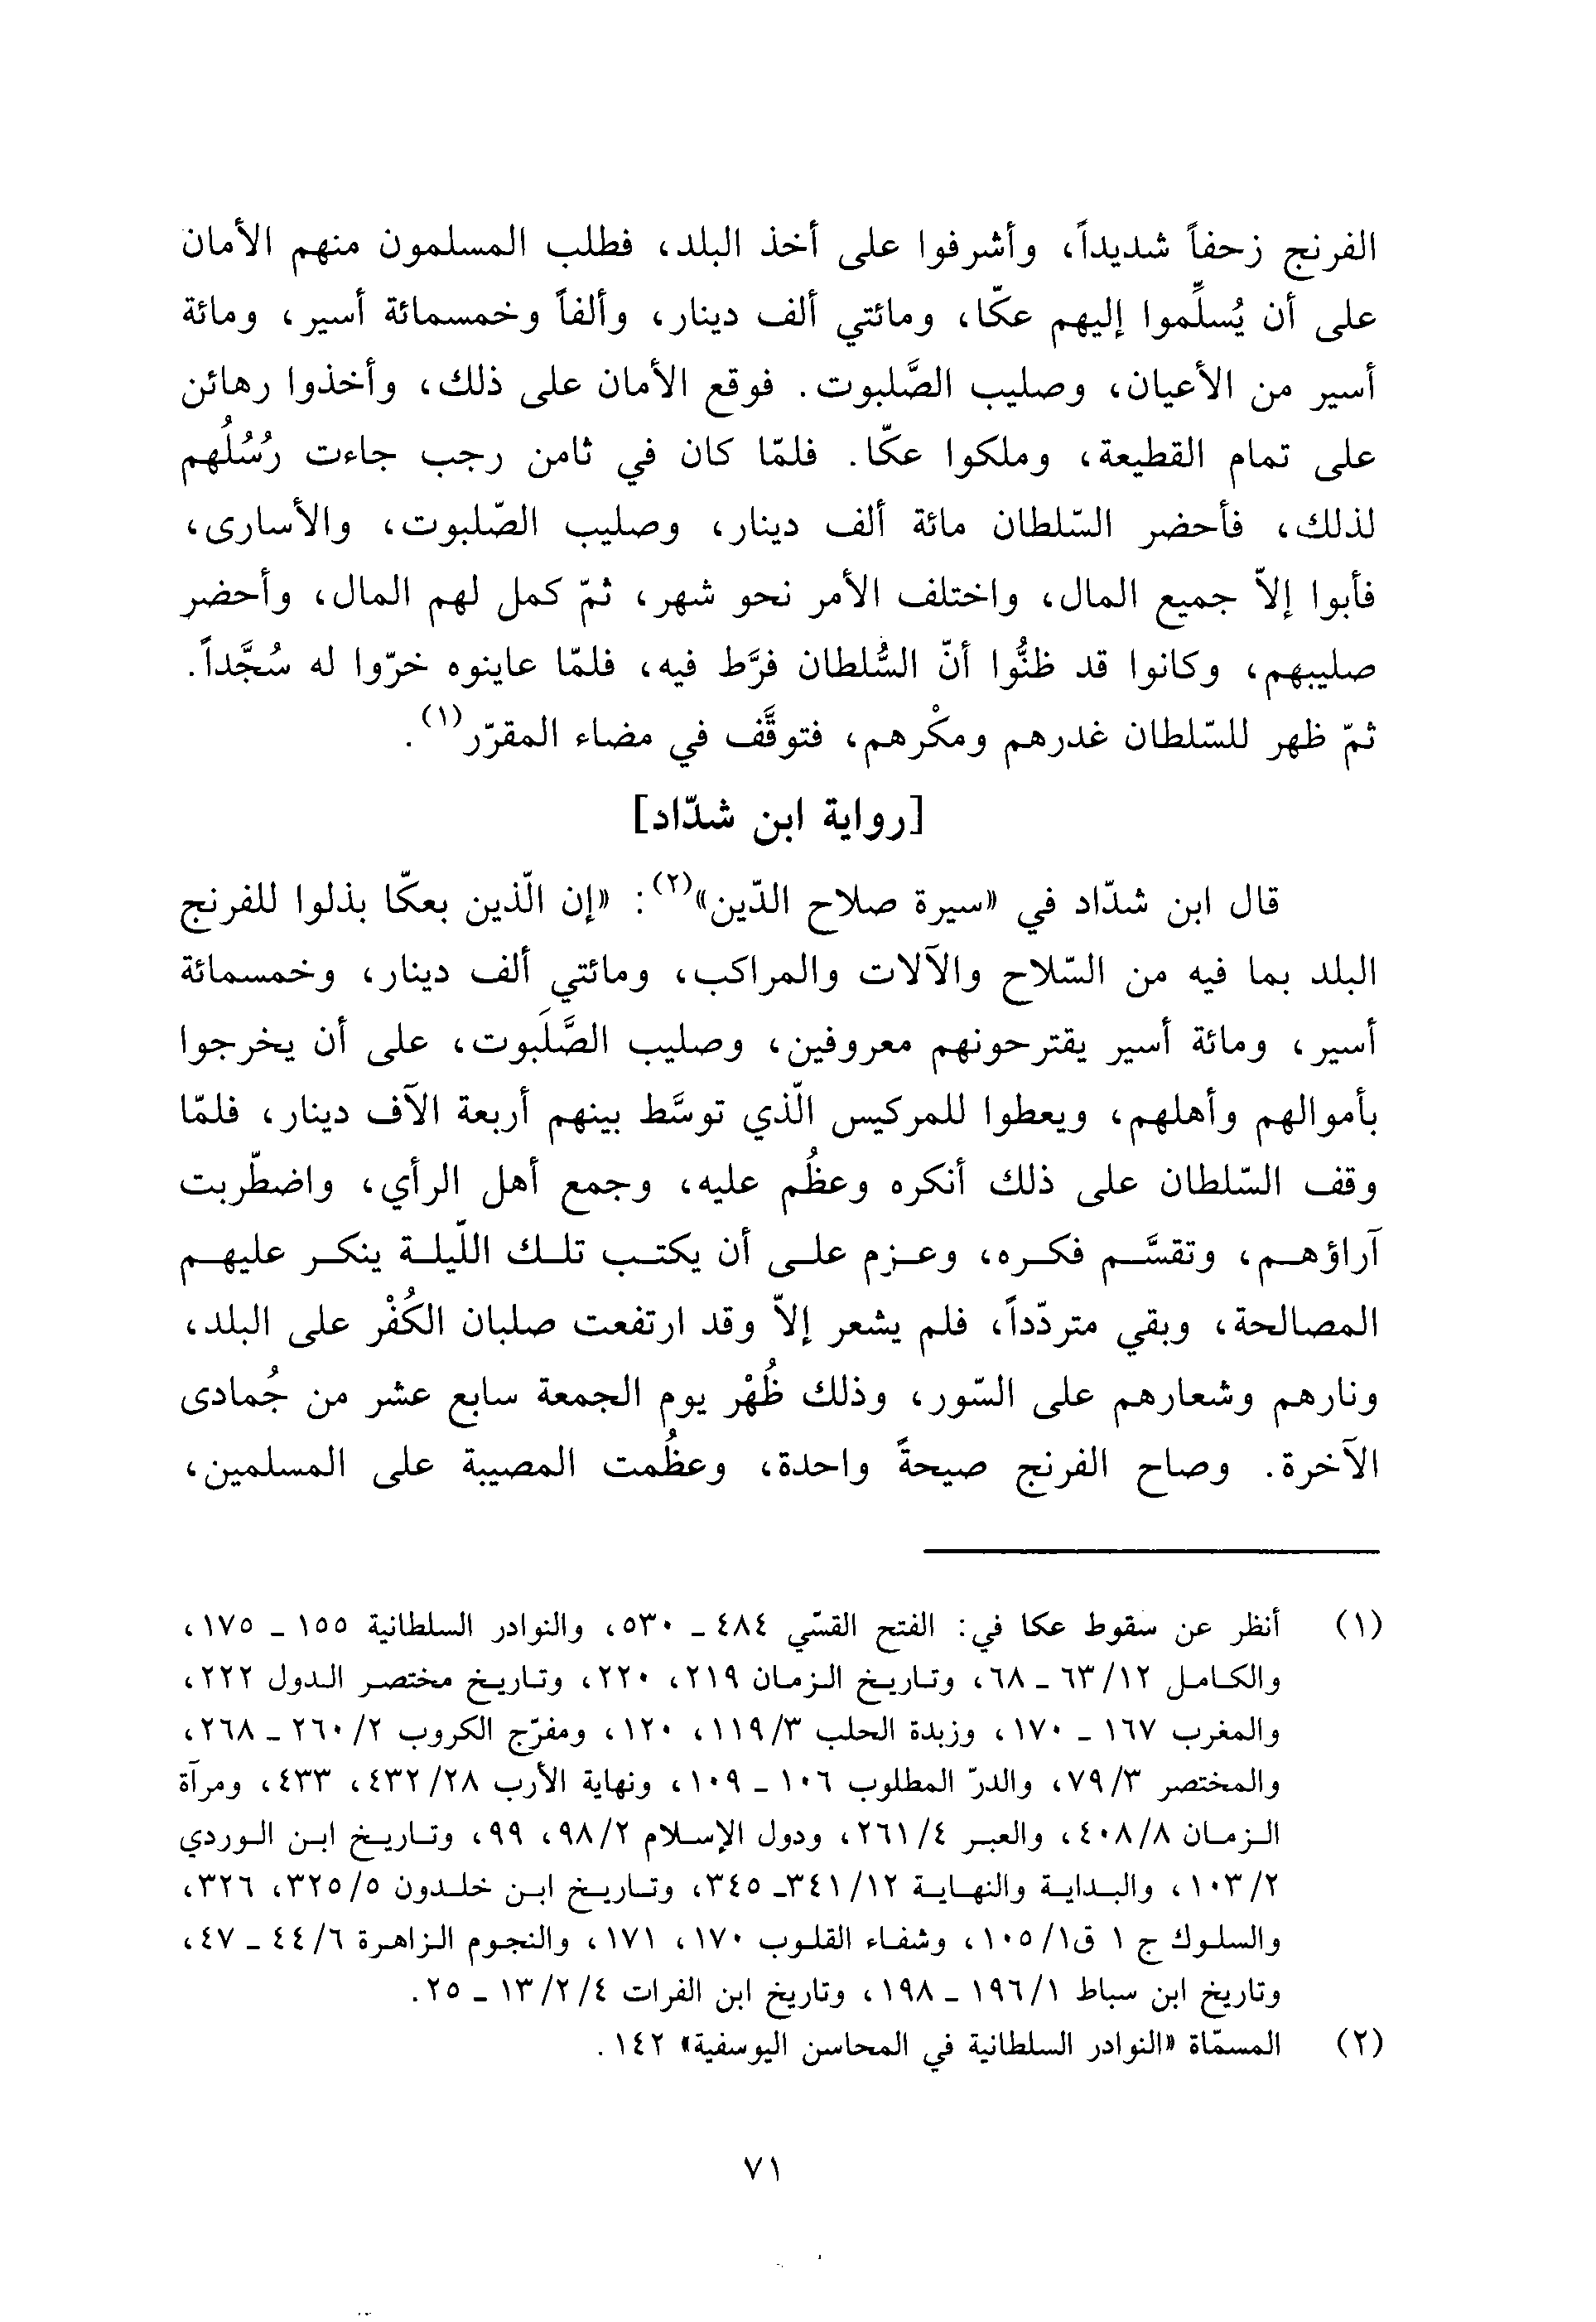 الفرنج زحفاً شديداً، وأشرفوا على أخذ البلد، فطلب المسلمون منهم الأمان
على أن يُسلِّموا إليهم عكّا، ومائتي ألف دينار، وألفاً وخمسمائة أسير، ومائة
أسير من الأعيان، وصليب الصَّلبوت. فوقع الأمان على ذلك، وأخذوا رهائن
على تمام القطيعة، وملكوا عكّا. فلمّا كان في ثامن رجب جاءت رُسُلُهم
لذلك، فأحضر السّلطان مائة ألف دينار، وصليب الصّلبوت، والأسارى،
فأبوا إلاّ جميع المال، واختلف الأمر نحو شهر، ثمّ كمل لهم المال، وأحضر
صليبهم، وكانوا قد ظنُّوا أنّ السُّلطان فرَّط فيه، فلمّا عاينوه خرّوا له سُجَّداً.
ثمّ ظهر للسّلطان غدرهم ومكْرهم، فتوقَّف في مضاء المقرّر(١).
[رواية ابن شدّاد]
قال ابن شدّاد في «سيرة صلاح الدّين»(٢): «إن الّذين بعكّا بذلوا للفرنج
البلد بما فيه من السّلاح والآلات والمراكب، ومائتي ألف دينار، وخمسمائة
أسير، ومائة أسير يقترحونهم معروفين، وصليب الصَّلَبوت، على أن يخرجوا
بأموالهم وأهلهم، ويعطوا للمركيس الّذي توسَّط بينهم أربعة الآف دينار، فلمّا
وقف السّلطان على ذلك أنكره وعظُم عليه، وجمع أهل الرأي، واضطّربت
آراؤهم، وتقسَّم فكره، وعزم على أن يكتب تلك اللّيلة ينكر عليهم
المصالحة، وبقي متردّداً، فلم يشعر إلاّ وقد ارتفعت صلبان الكُفْر على البلد،
ونارهم وشعارهم على السّور، وذلك ظُهْر يوم الجمعة سابع عشر من جُمادى
الآخرة. وصاح الفرنج صيحةً واحدة، وعظُمت المصيبة على المسلمين،
(١) أنظر عن سقوط عكا في: الفتح القسّي ٤٨٤ ـ ٥٣٠، والنوادر السلطانية ١٥٥ ـ ١٧٥،
والكامل ١٢/ ٦٣ ـ ٦٨، وتاريخ الزمان ٢١٩، ٢٢٠، وتاريخ مختصر الدول ٢٢٢،
والمغرب ١٦٧ ـ ١٧٠، وزبدة الحلب ٣/ ١١٩، ١٢٠، ومفرّج الكروب ٢/ ٢٦٠ ـ ٢٦٨،
والمختصر ٣/ ٧٩، والدرّ المطلوب ١٠٦ ـ ١٠٩، ونهاية الأرب ٢٨/ ٤٣٢، ٤٣٣، ومرآة
الزمان ٨/ ٤٠٨، والعبر ٤/ ٢٦١، ودول الإسلام ٢/ ٩٨، ٩٩، وتاريخ ابن الوردي
٢/ ١٠٣، والبداية والنهاية ١٢/ ٣٤١ـ ٣٤٥، وتاريخ ابن خلدون ٥/ ٣٢٥، ٣٢٦،
والسلوك ج ١ ق١/ ١٠٥، وشفاء القلوب ١٧٠، ١٧١، والنجوم الزاهرة ٦/ ٤٤ ـ ٤٧،
وتاريخ ابن سباط ١/ ١٩٦ ـ ١٩٨، وتاريخ ابن الفرات ٤/ ٢/ ١٣ ـ ٢٥.
(٢) المسمّاة «النوادر السلطانية في المحاسن اليوسفية» ١٤٢.
٧١